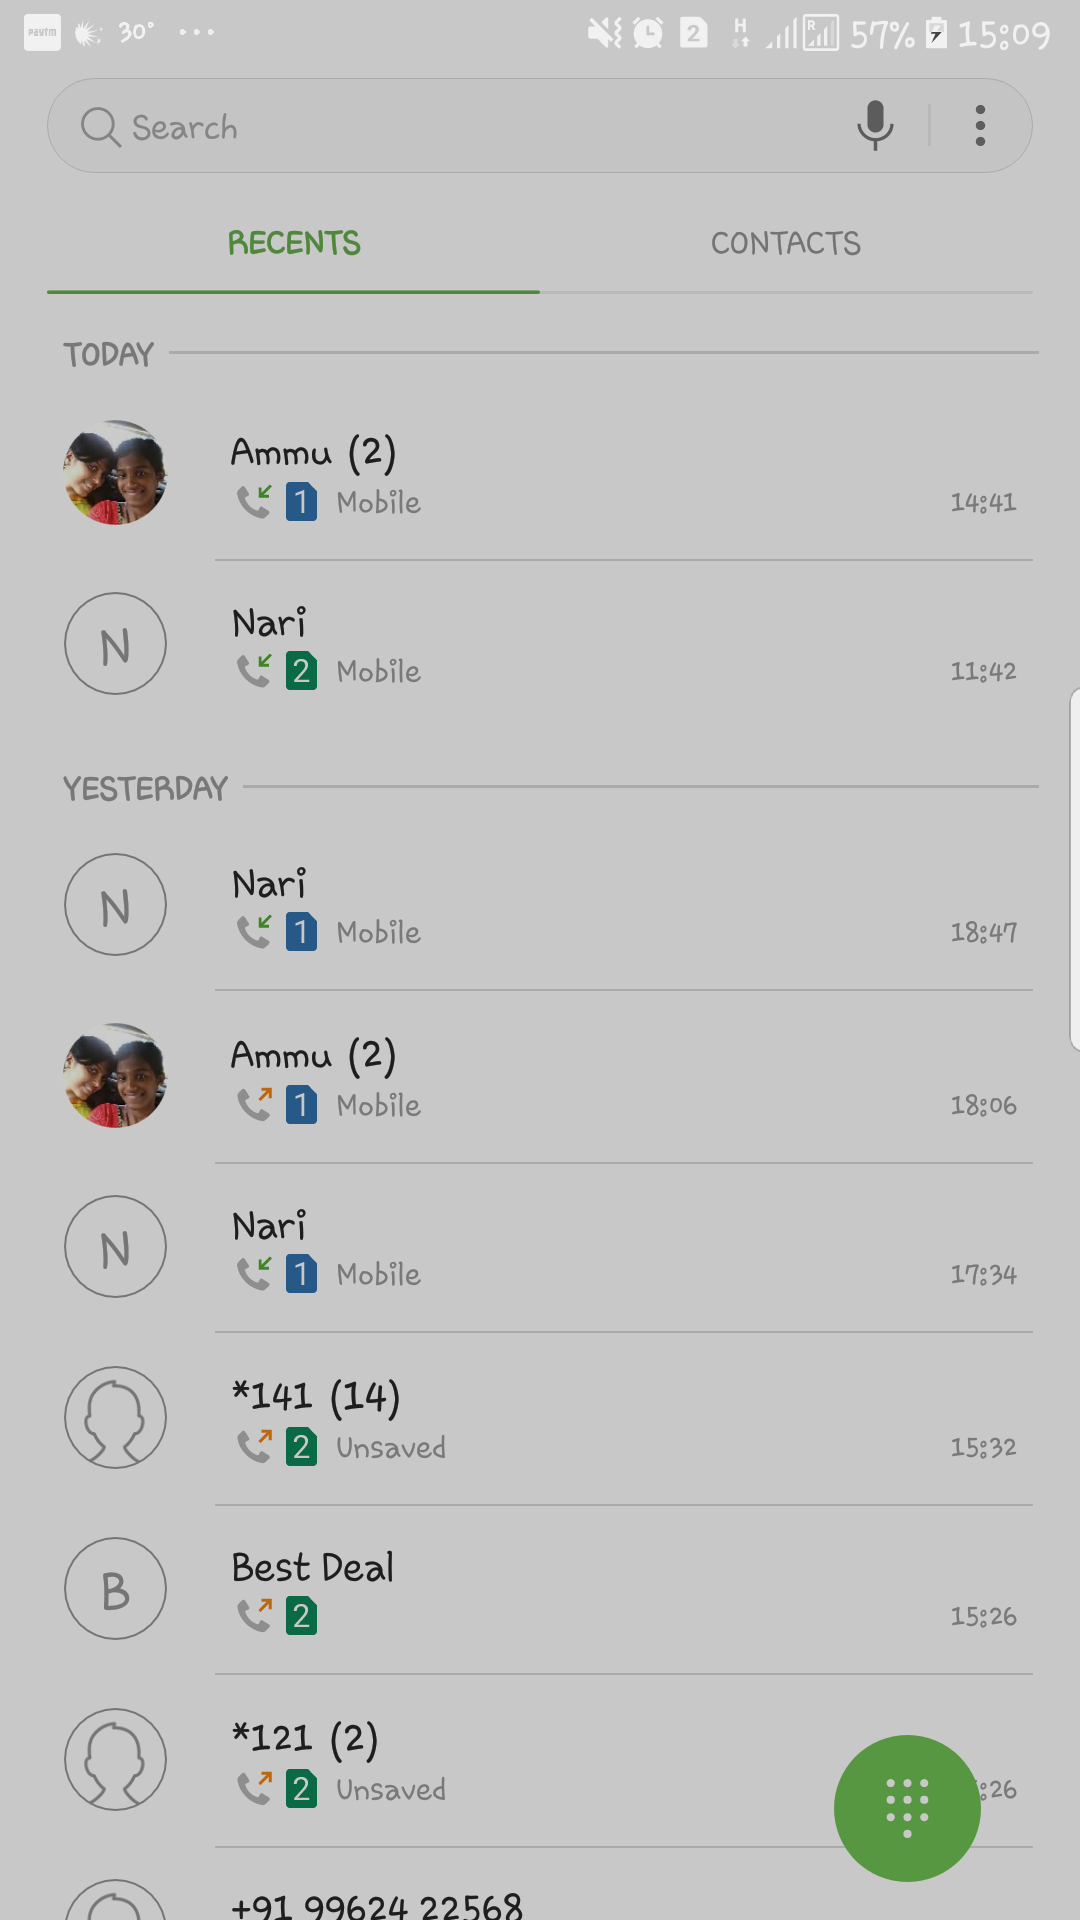 paytm 30° 2 H R 57% 15:09
Search
RECENTS CONTACTS
TODAY
Ammu (2)
1 Mobile 14:41
N Nari
2 Mobile 11:42
YESTERDAY
N Nari
1 Mobile 18:47
Ammu (2)
1 Mobile 18:06
N Nari
1 Mobile 17:34
*141 (14)
2 Unsaved 15:32
B Best Deal
2 15:26
*121 (2)
2 Unsaved :26
+91 99624 22568